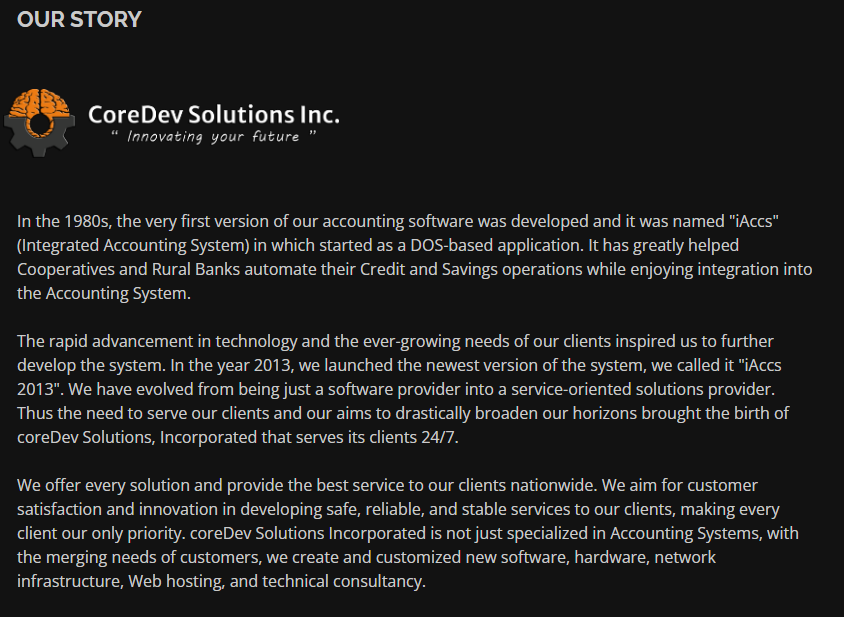 OUR STORY
CoreDev Solutions Inc.
“ Innovating your future ”
In the 1980s, the very first version of our accounting software was developed and it was named "iAccs"
(Integrated Accounting System) in which started as a DOS-based application. It has greatly helped
Cooperatives and Rural Banks automate their Credit and Savings operations while enjoying integration into
the Accounting System.
The rapid advancement in technology and the ever-growing needs of our clients inspired us to further
develop the system. In the year 2013, we launched the newest version of the system, we called it "iAccs
2013". We have evolved from being just a software provider into a service-oriented solutions provider.
Thus the need to serve our clients and our aims to drastically broaden our horizons brought the birth of
coreDev Solutions, Incorporated that serves its clients 24/7.
We offer every solution and provide the best service to our clients nationwide. We aim for customer
satisfaction and innovation in developing safe, reliable, and stable services to our clients, making every
client our only priority. coreDev Solutions Incorporated is not just specialized in Accounting Systems, with
the merging needs of customers, we create and customized new software, hardware, network
infrastructure, Web hosting, and technical consultancy.